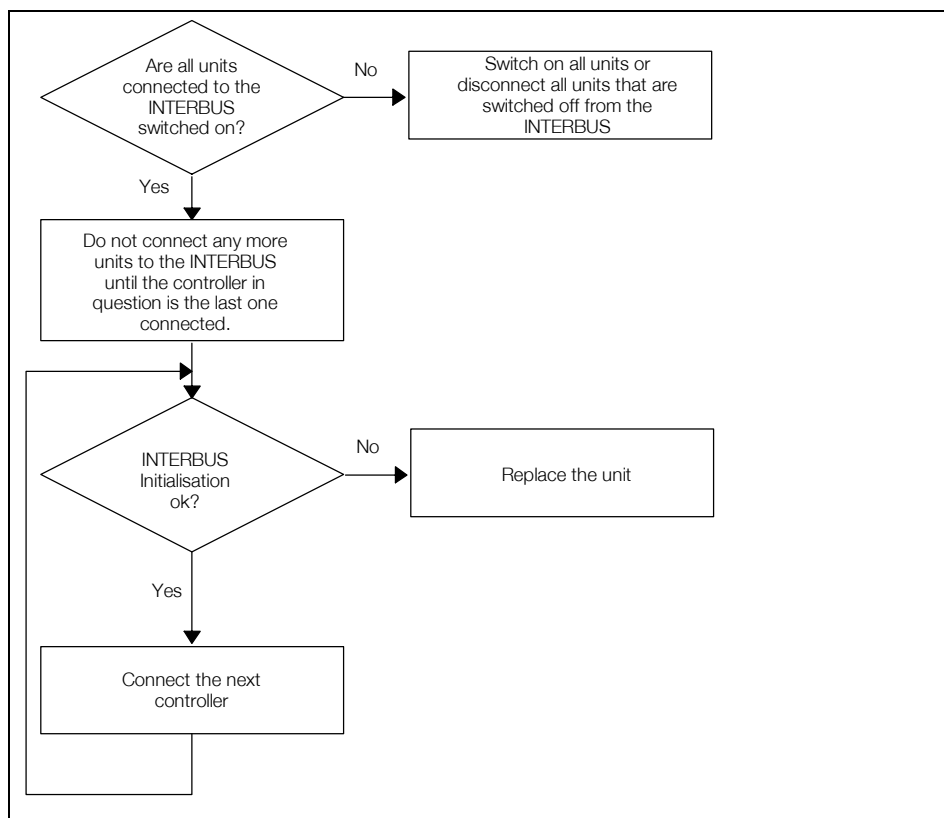 Are all units
connected to the
INTERBUS
switched on?
No
Switch on all units or
disconnect all units that are
switched off from the
INTERBUS
Yes
Do not connect any more
units to the INTERBUS
until the controller in
question is the last one
connected.
INTERBUS
Initialisation
ok?
No
Replace the unit
Yes
Connect the next
controller